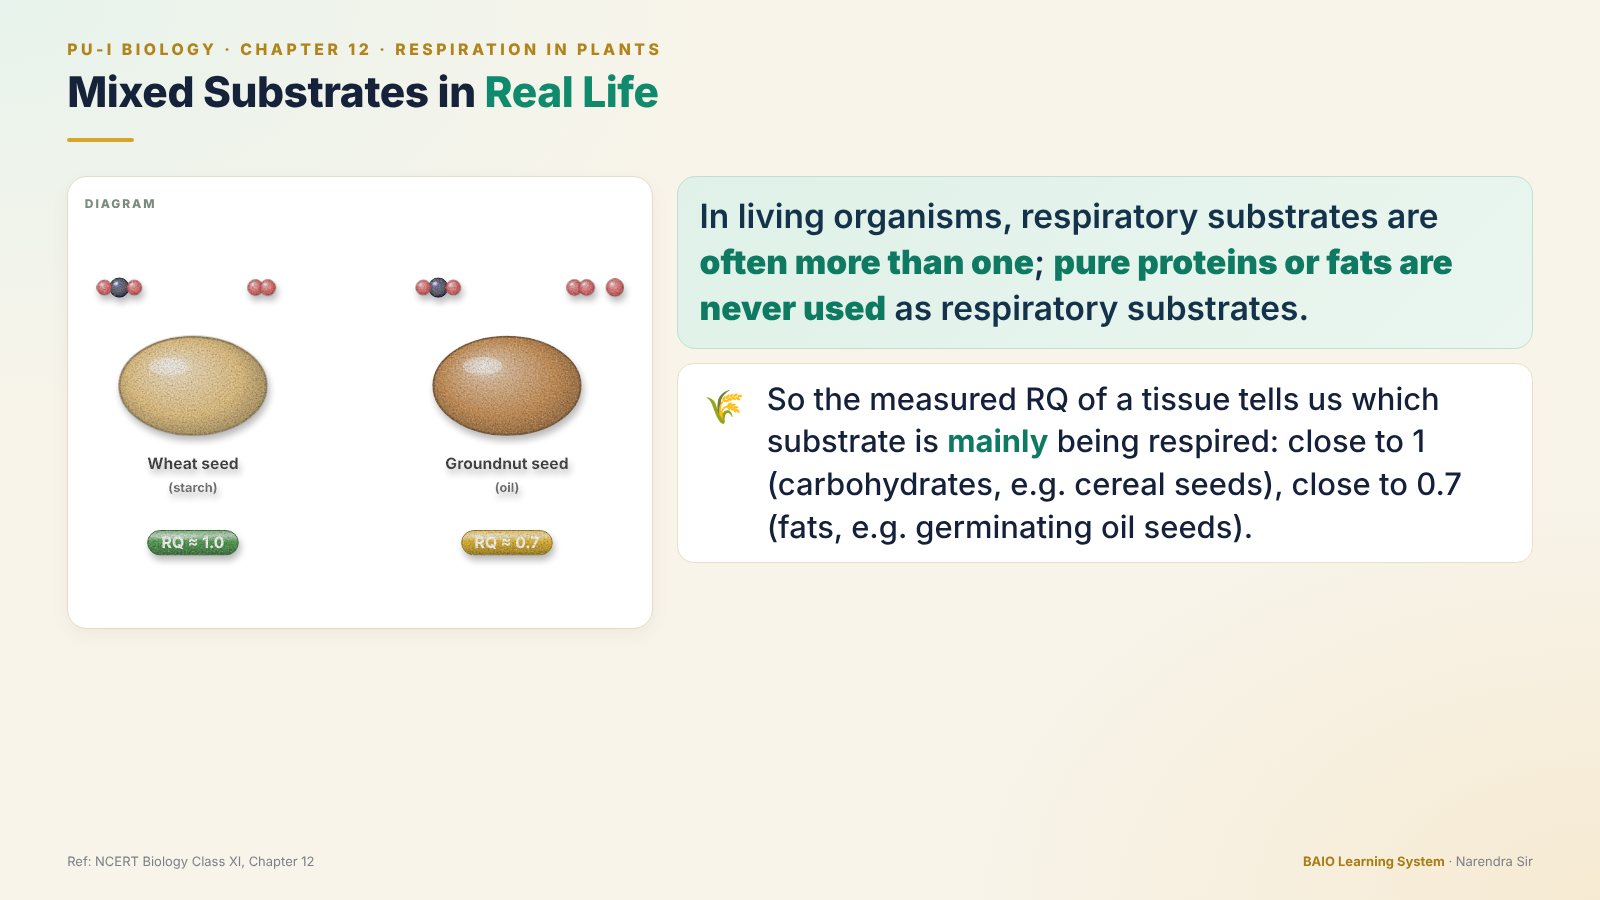 PU-I BIOLOGY · CHAPTER 12 · RESPIRATION IN PLANTS
Mixed Substrates in Real Life
DIAGRAM
Wheat seed
(starch)
RQ ≈ 1.0
Groundnut seed
(oil)
RQ ≈ 0.7
In living organisms, respiratory substrates are
often more than one; pure proteins or fats are
never used as respiratory substrates.
So the measured RQ of a tissue tells us which
substrate is mainly being respired: close to 1
(carbohydrates, e.g. cereal seeds), close to 0.7
(fats, e.g. germinating oil seeds).
Ref: NCERT Biology Class XI, Chapter 12
BAIO Learning System · Narendra Sir